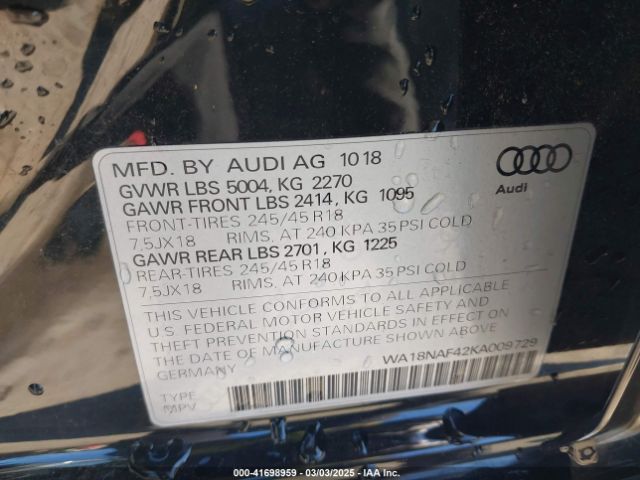 MFD. BY AUDI AG 1018
GVWR LBS 5004, KG 2270
GAWR FRONT LBS 2414, KG 1095
FRONT-TIRES 245/45 R18
7,5JX18 RIMS. AT 240 KPA 35 PSI COLD
GAWR REAR LBS 2701, KG 1225
REAR-TIRES 245/45 R18
7,5JX18 RIMS. AT 240 KPA 35 PSI COLD
THIS VEHICLE CONFORMS TO ALL APPLICABLE
U.S. FEDERAL MOTOR VEHICLE SAFETY AND
THEFT PREVENTION STANDARDS IN EFFECT ON
THE DATE OF MANUFACTURE SHOWN ABOVE.
GERMANY
WA18NAF42KA009729
TYPE
MPV
Audi
000-41698959 — 03/03/2025 — IAA Inc.